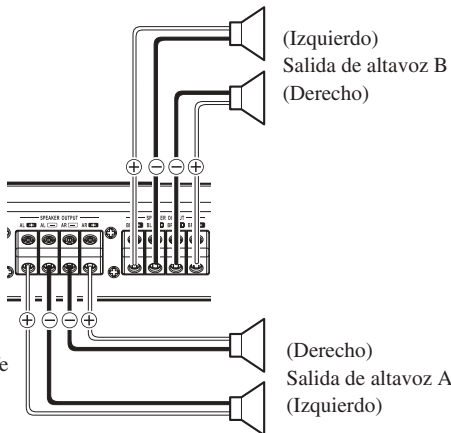 (Izquierdo)
Salida de altavoz B
(Derecho)
+ − − +
SPEAKER OUTPUT
AL + AL − AR − AR +
+ − − +
(Derecho)
Salida de altavoz A
(Izquierdo)